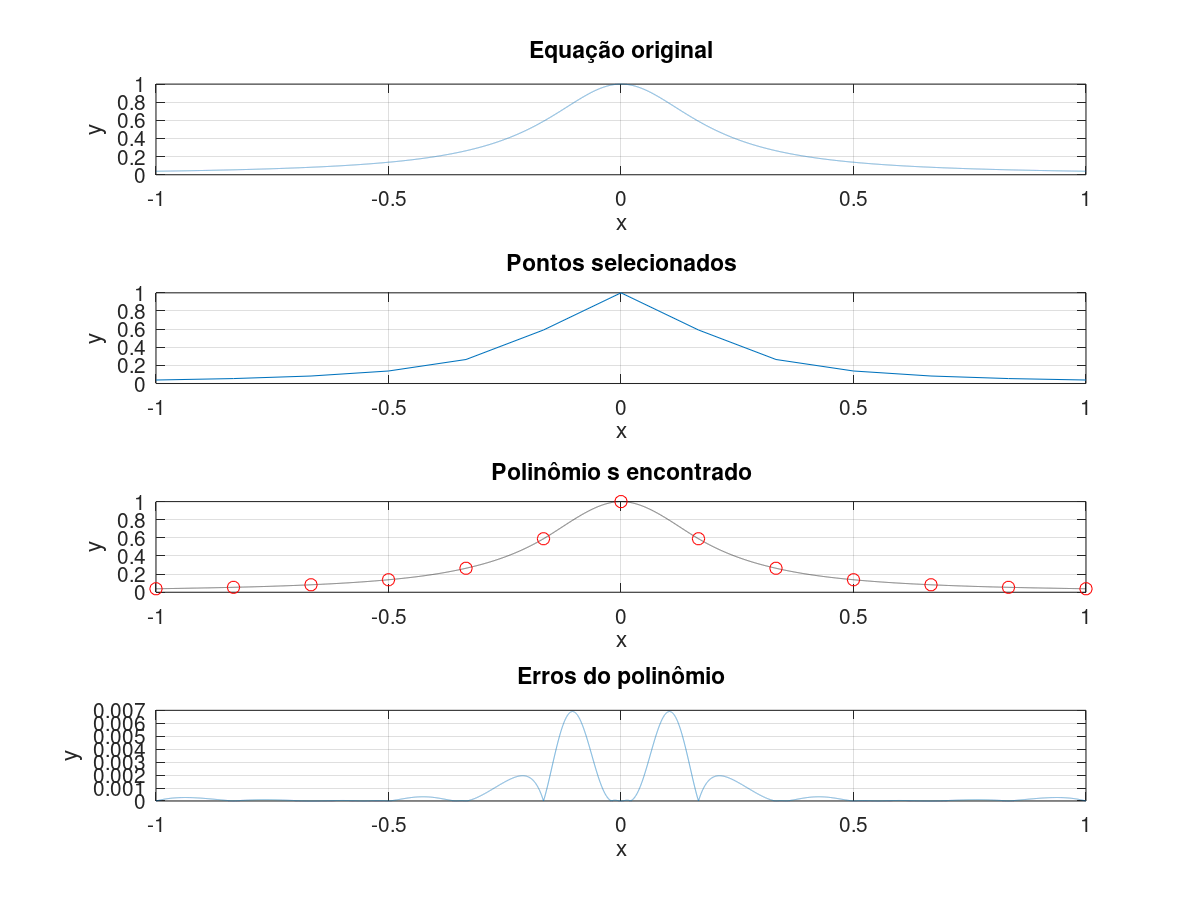 Equação original
1
0.8
0.6
0.4
0.2
0
y
-1 -0.5 0 0.5 1
x
Pontos selecionados
1
0.8
0.6
0.4
0.2
0
y
-1 -0.5 0 0.5 1
x
Polinômio s encontrado
1
0.8
0.6
0.4
0.2
0
y
-1 -0.5 0 0.5 1
x
Erros do polinômio
0.007
0.006
0.005
0.004
0.003
0.002
0.001
0
y
-1 -0.5 0 0.5 1
x